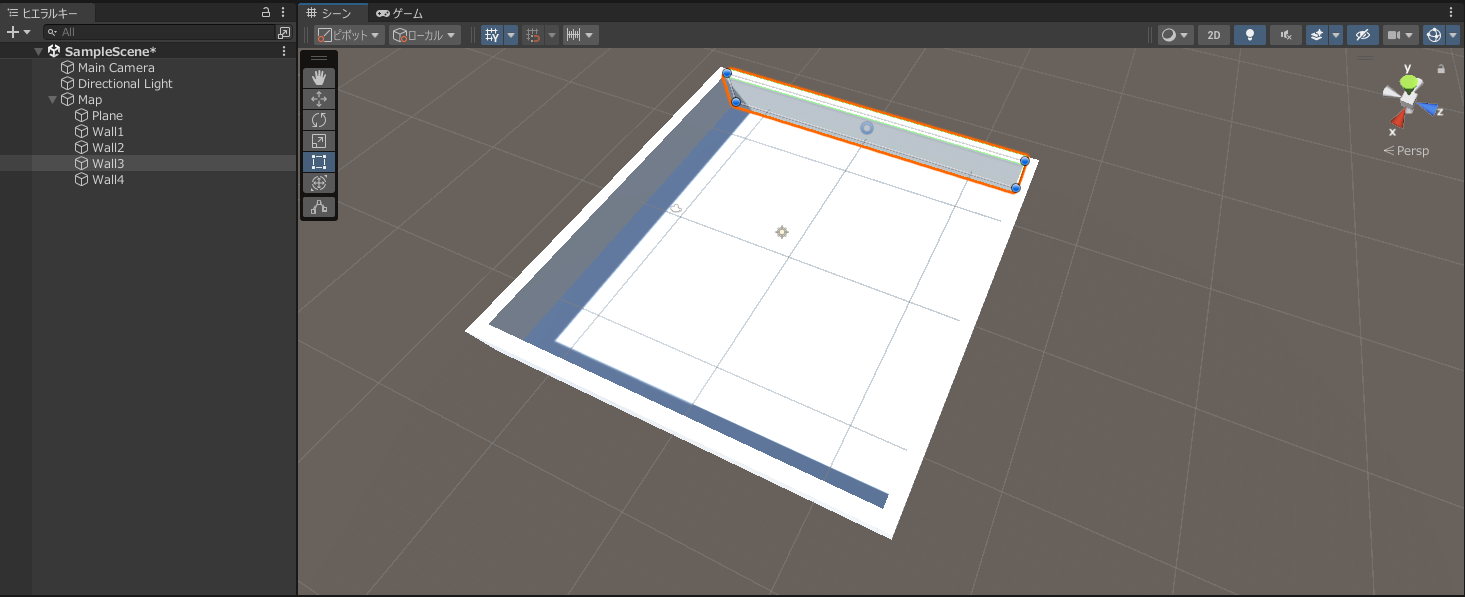 ヒエラルキー
All
SampleScene*
Main Camera
Directional Light
Map
Plane
Wall1
Wall2
Wall3
Wall4
シーン
ゲーム
ピボット
ローカル
2D
y
z
x
Persp